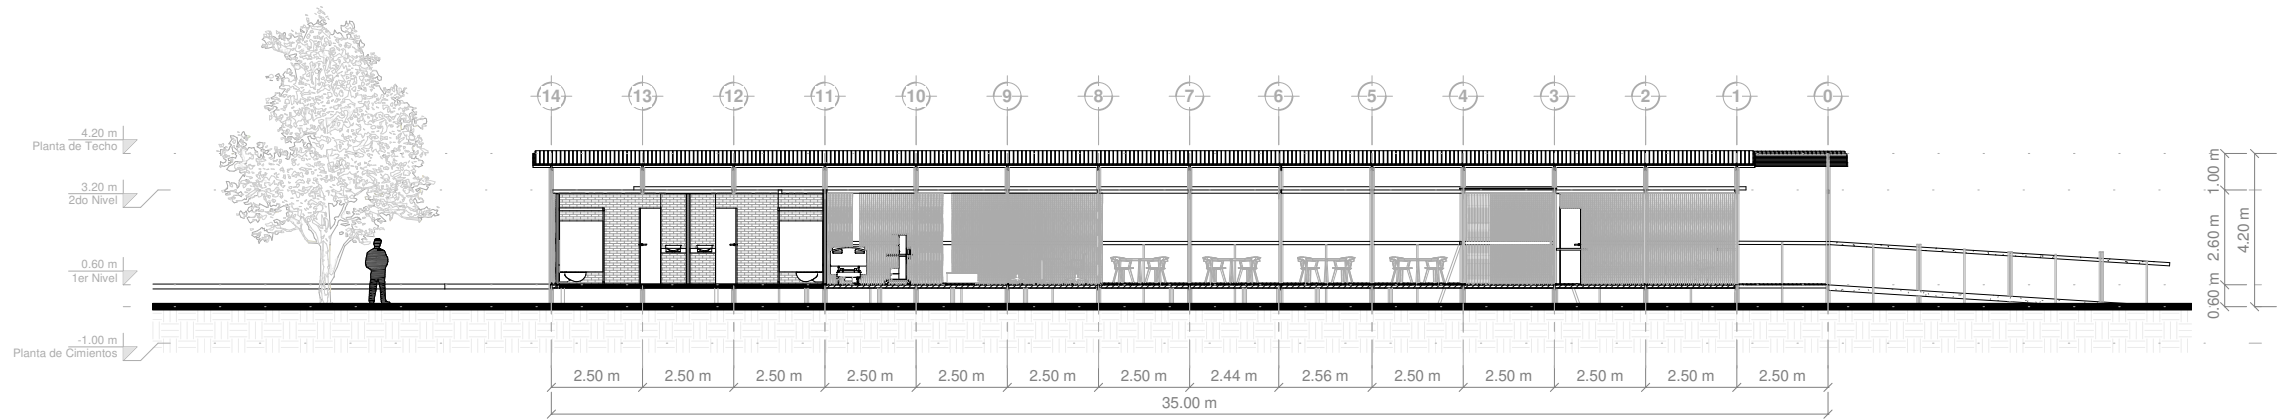 14 13 12 11 10 9 8 7 6 5 4 3 2 1 0
4.20 m
Planta de Techo
3.20 m
2do Nivel
0.60 m
1er Nivel
-1.00 m
Planta de Cimientos
1.00 m
2.60 m
0.60 m
4.20 m
2.50 m 2.50 m 2.50 m 2.50 m 2.50 m 2.50 m 2.50 m 2.44 m 2.56 m 2.50 m 2.50 m 2.50 m 2.50 m 2.50 m
35.00 m